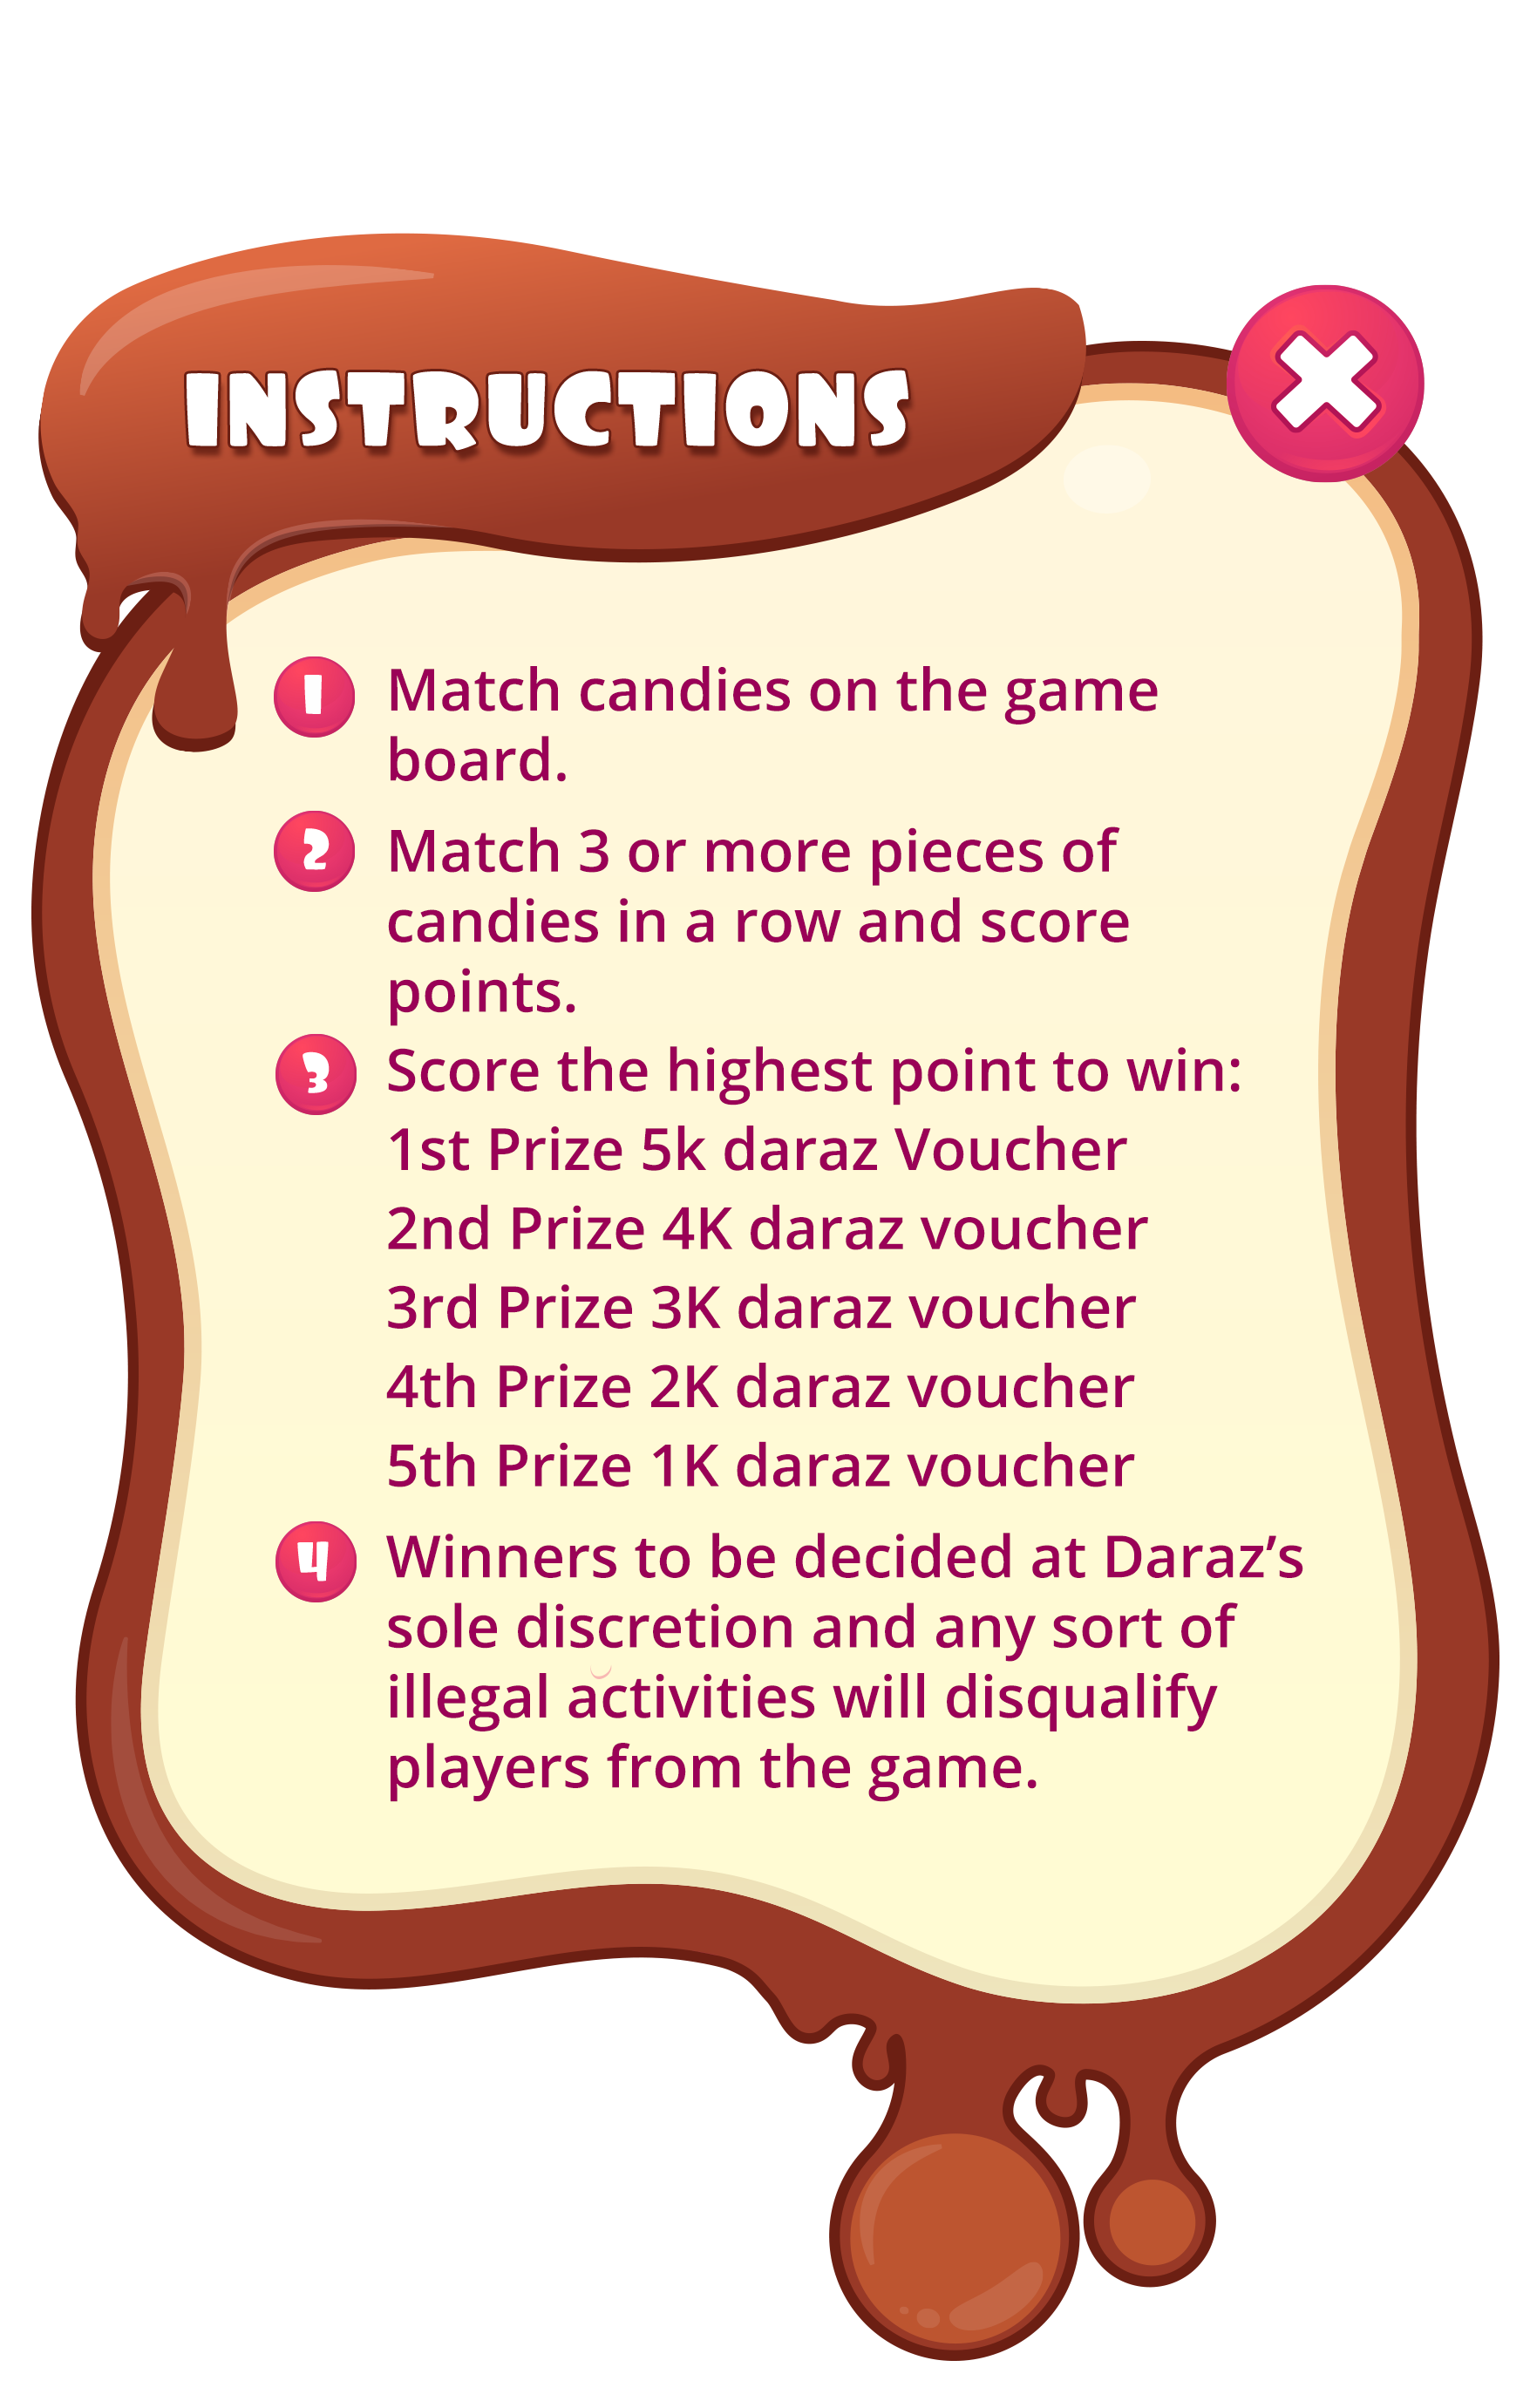 INSTRUCTIONS
1 Match candies on the game
board.
2 Match 3 or more pieces of
candies in a row and score
points.
3 Score the highest point to win:
1st Prize 5k daraz Voucher
2nd Prize 4K daraz voucher
3rd Prize 3K daraz voucher
4th Prize 2K daraz voucher
5th Prize 1K daraz voucher
4 Winners to be decided at Daraz’s
sole discretion and any sort of
illegal activities will disqualify
players from the game.